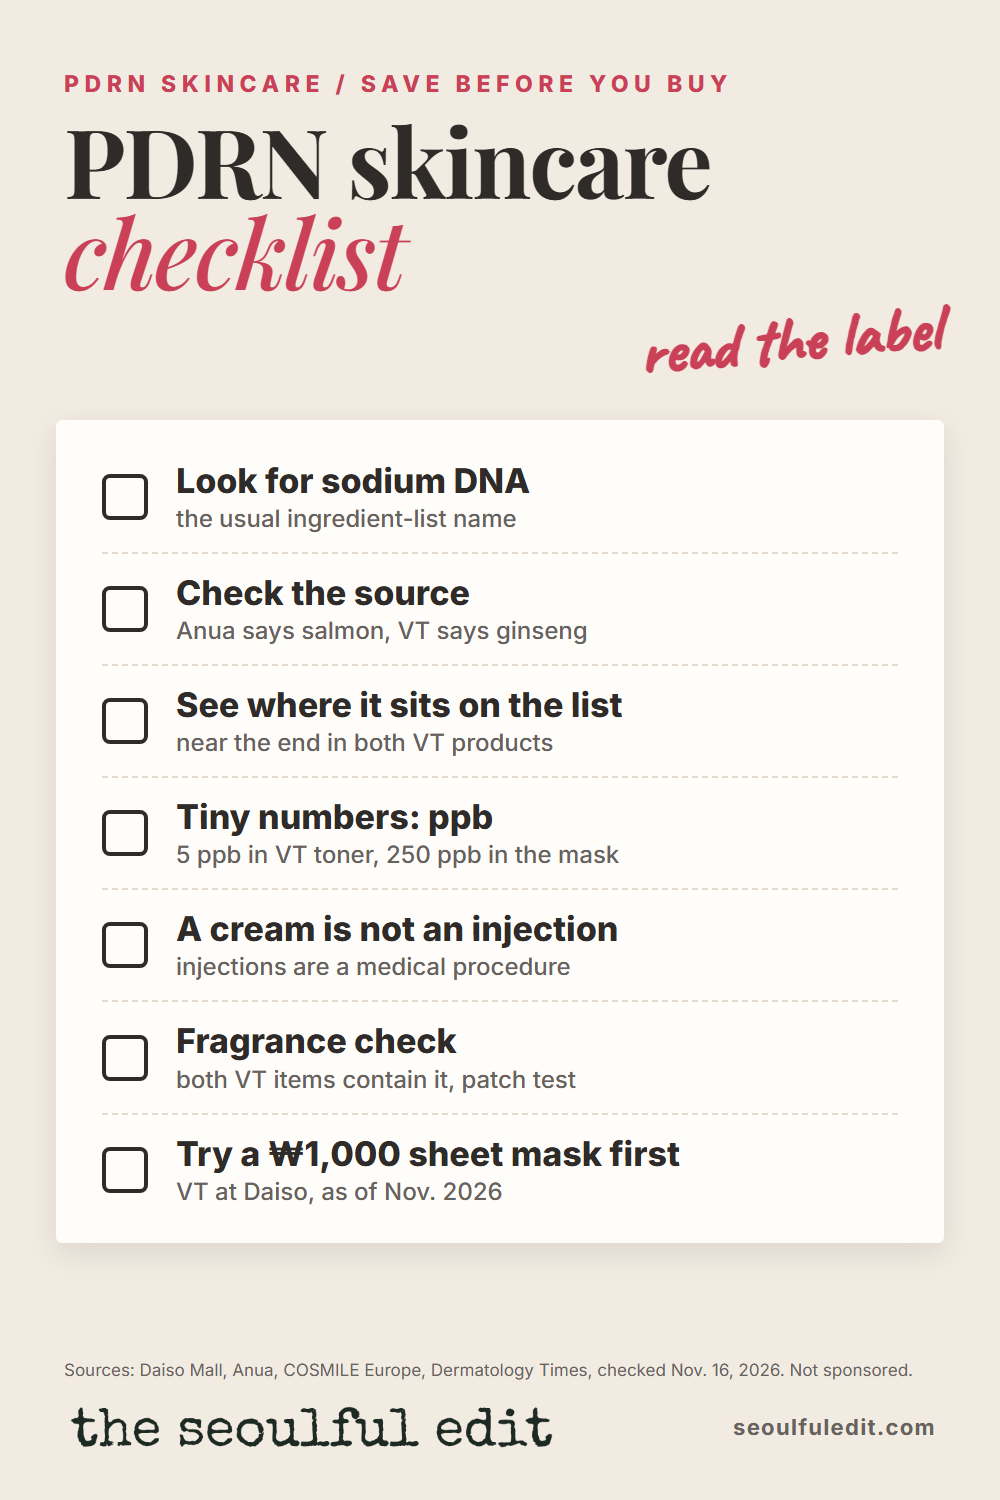 PDRN SKINCARE / SAVE BEFORE YOU BUY
PDRN skincare
checklist
read the label
Look for sodium DNA
the usual ingredient-list name
Check the source
Anua says salmon, VT says ginseng
See where it sits on the list
near the end in both VT products
Tiny numbers: ppb
5 ppb in VT toner, 250 ppb in the mask
A cream is not an injection
injections are a medical procedure
Fragrance check
both VT items contain it, patch test
Try a ₩1,000 sheet mask first
VT at Daiso, as of Nov. 2026
Sources: Daiso Mall, Anua, COSMILE Europe, Dermatology Times, checked Nov. 16, 2026. Not sponsored.
the seoulful edit
seoulfuledit.com